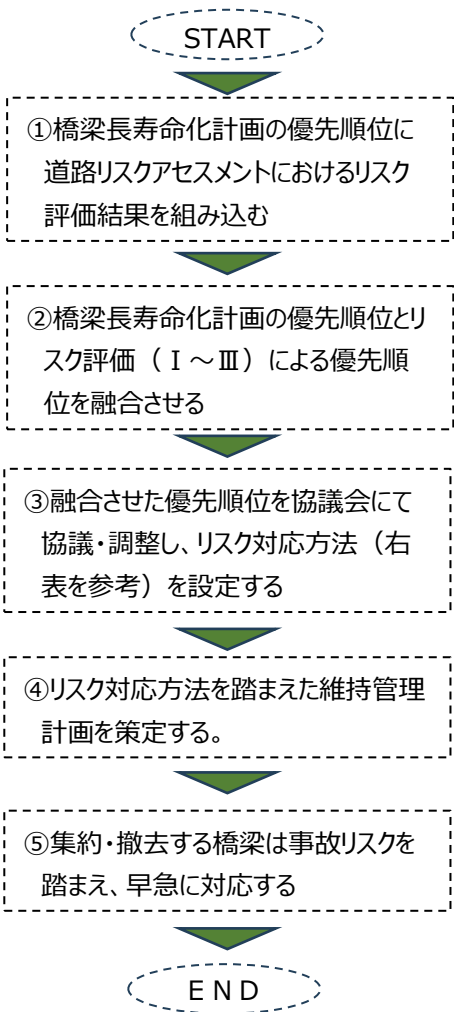 START
①橋梁長寿命化計画の優先順位に
道路リスクアセスメントにおけるリスク
評価結果を組み込む
②橋梁長寿命化計画の優先順位とリ
スク評価（Ⅰ～Ⅲ）による優先順
位を融合させる
③融合させた優先順位を協議会にて
協議・調整し、リスク対応方法（右
表を参考）を設定する
④リスク対応方法を踏まえた維持管理
計画を策定する。
⑤集約・撤去する橋梁は事故リスクを
踏まえ、早急に対応する
ＥＮＤ